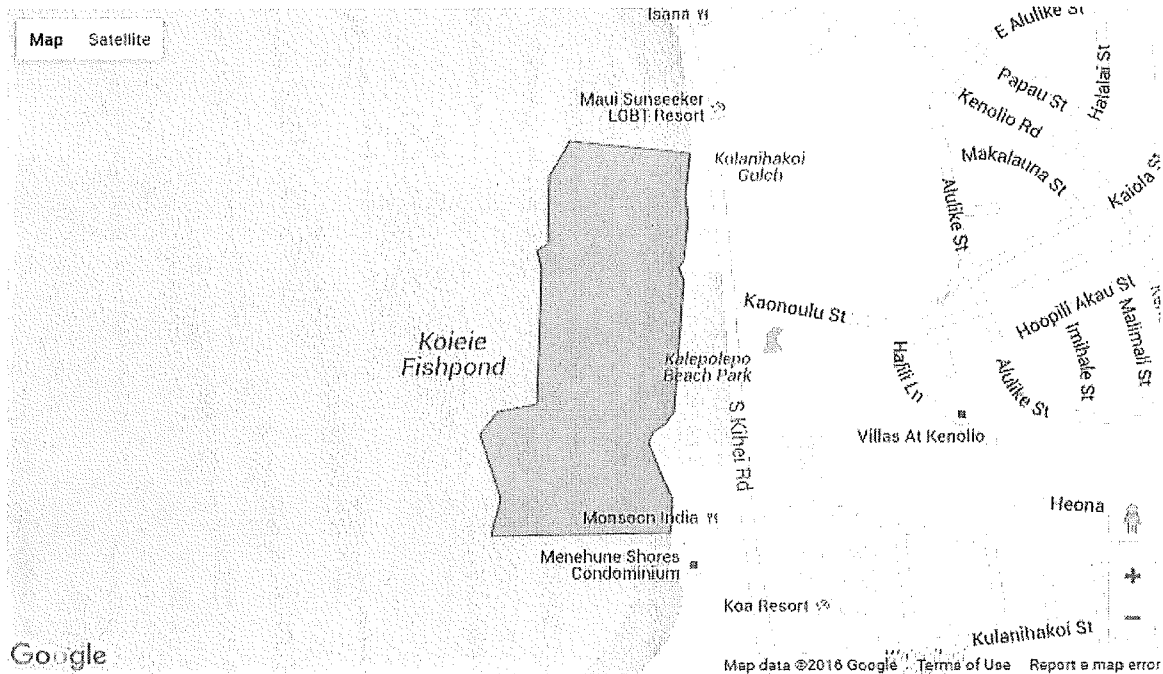 Map Satellite
Isana
E Alulike St
Papau St
Halalai St
Kenolio Rd
Maui Sunseeker
LGBT Resort
Kulanihakoi
Gulch
Makalauna St
Kaiola St
Alulike St
Kaonoulu St
Hoopili Akau St
Koieie
Fishpond
Kalepolepo
Beach Park
Halili Ln
Alulike St
Imihale St
Malimali St
S Kihei Rd
Villas At Kenolio
Heona
Monsoon India
Menehune Shores
Condominium
+
Koa Resort
−
Kulanihakoi St
Google
Map data ©2016 Google Terms of Use Report a map error